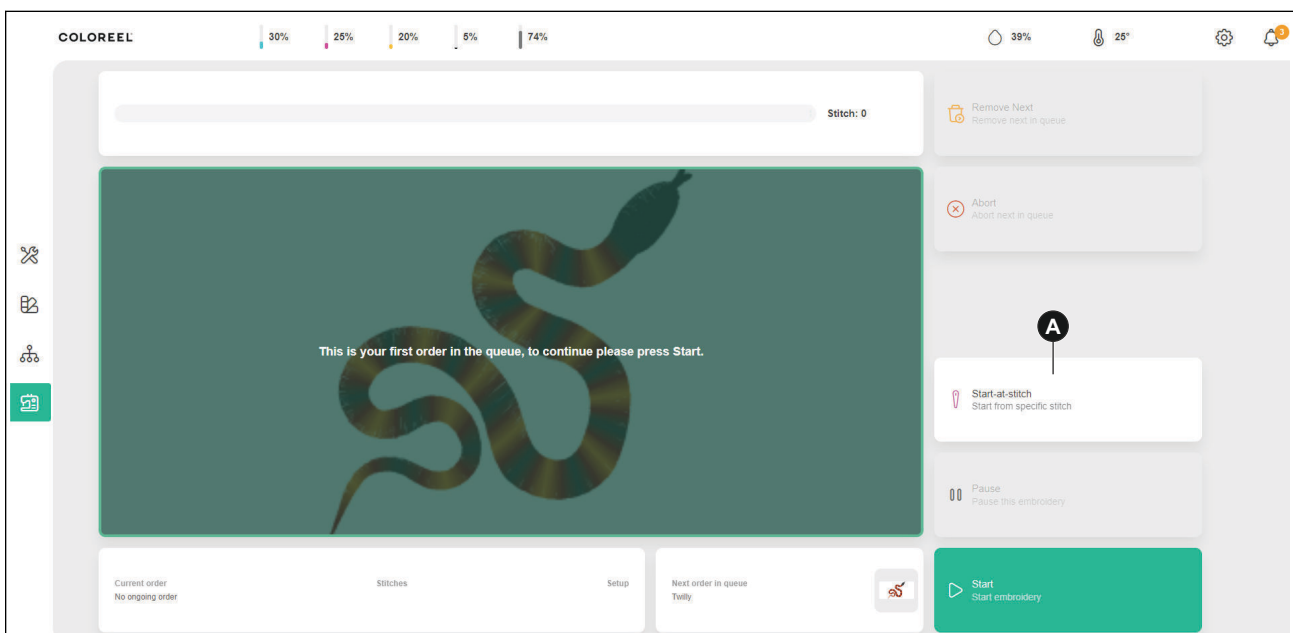 COLOREEL
30%
25%
20%
5%
74%
39%
25°
3
Stitch: 0
Remove Next
Remove next in queue
Abort
Abort next in queue
This is your first order in the queue, to continue please press Start.
A
Start-at-stitch
Start from specific stitch
Pause
Pause this embroidery
Current order
No ongoing order
Stitches
Setup
Next order in queue
Twilly
Start
Start embroidery